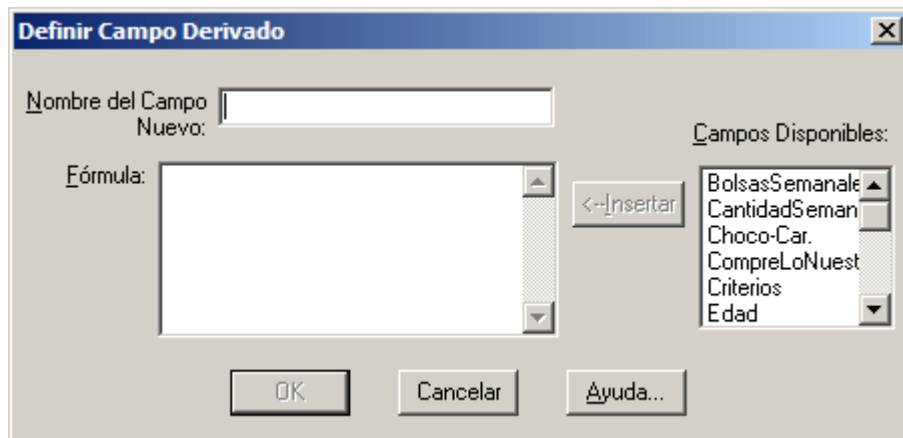 Definir Campo Derivado
Nombre del Campo
Nuevo:
Campos Disponibles:
Fórmula:
<--Insertar
BolsasSemanale
CantidadSeman
Choco-Car.
CompreLoNuest
Criterios
Edad
OK
Cancelar
Ayuda...